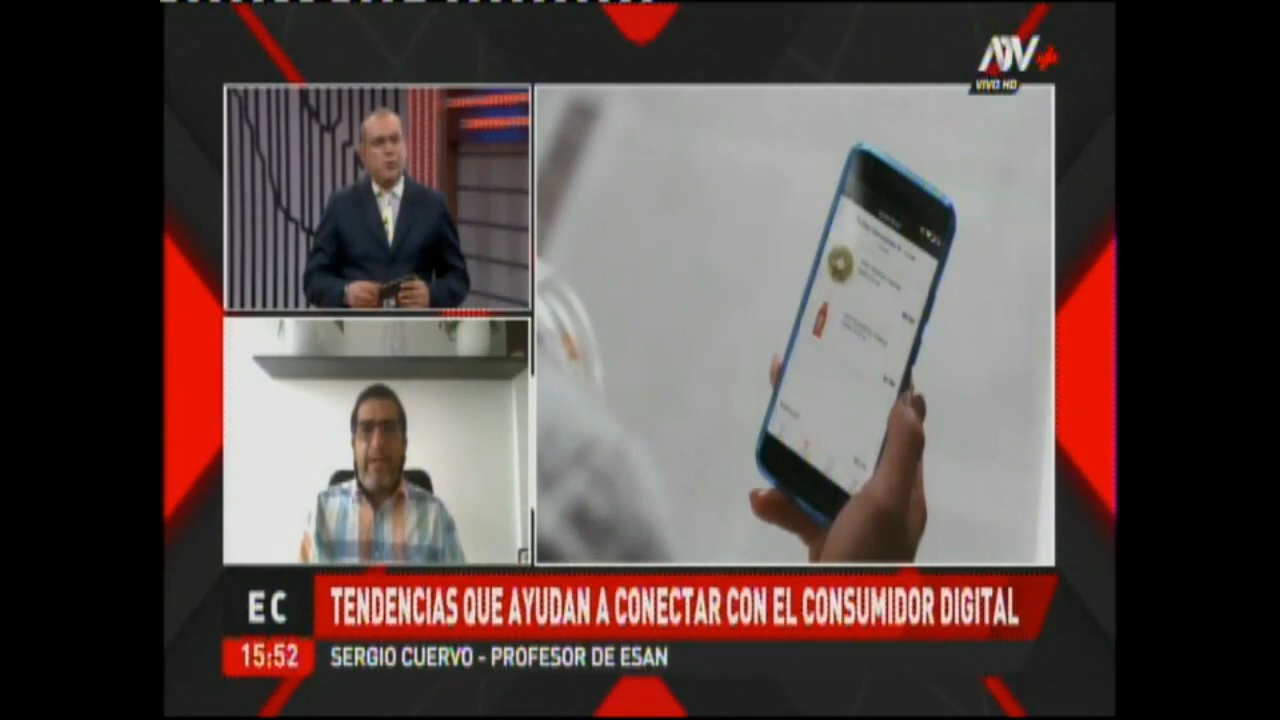 ATV
VIVO HD
EC
TENDENCIAS QUE AYUDAN A CONECTAR CON EL CONSUMIDOR DIGITAL
15:52
SERGIO CUERVO - PROFESOR DE ESAN